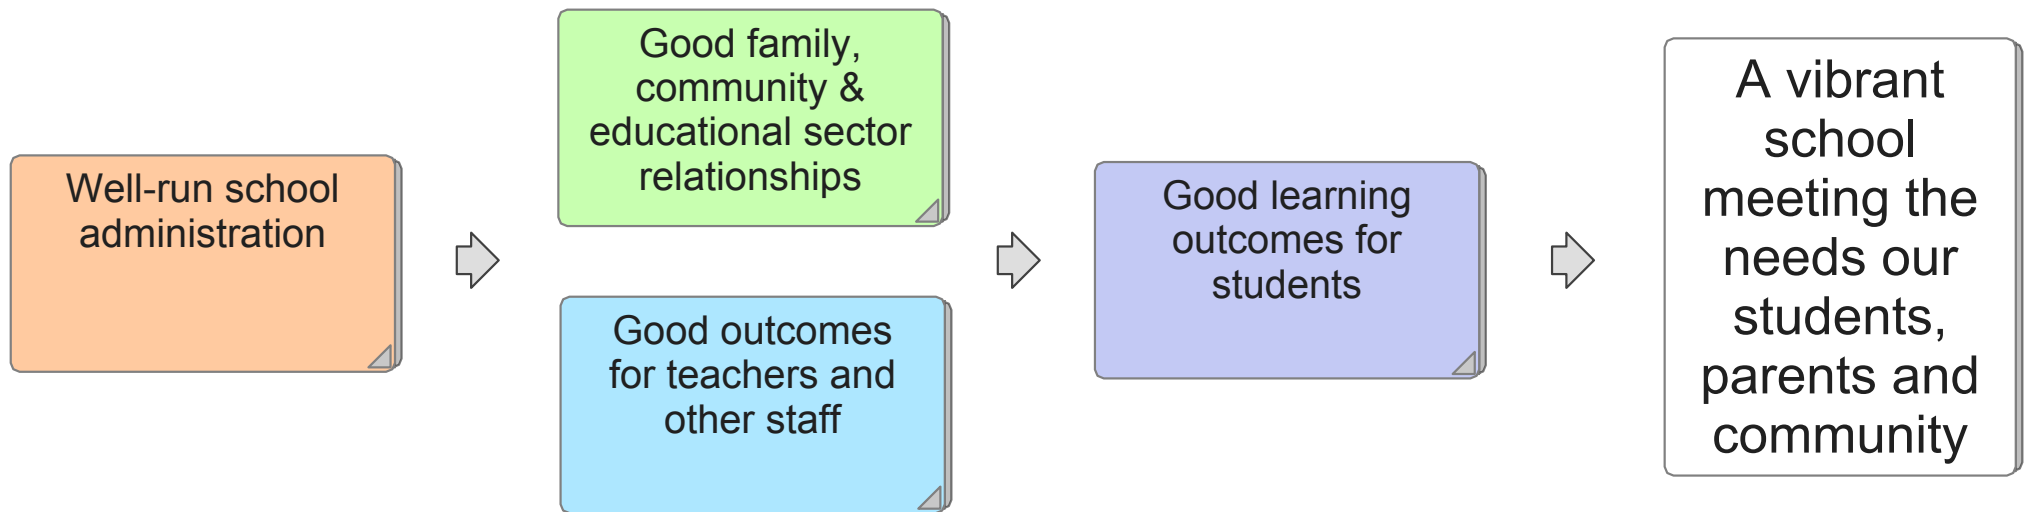 Well-run school
administration
Good family,
community &
educational sector
relationships
Good outcomes
for teachers and
other staff
Good learning
outcomes for
students
A vibrant
school
meeting the
needs our
students,
parents and
community